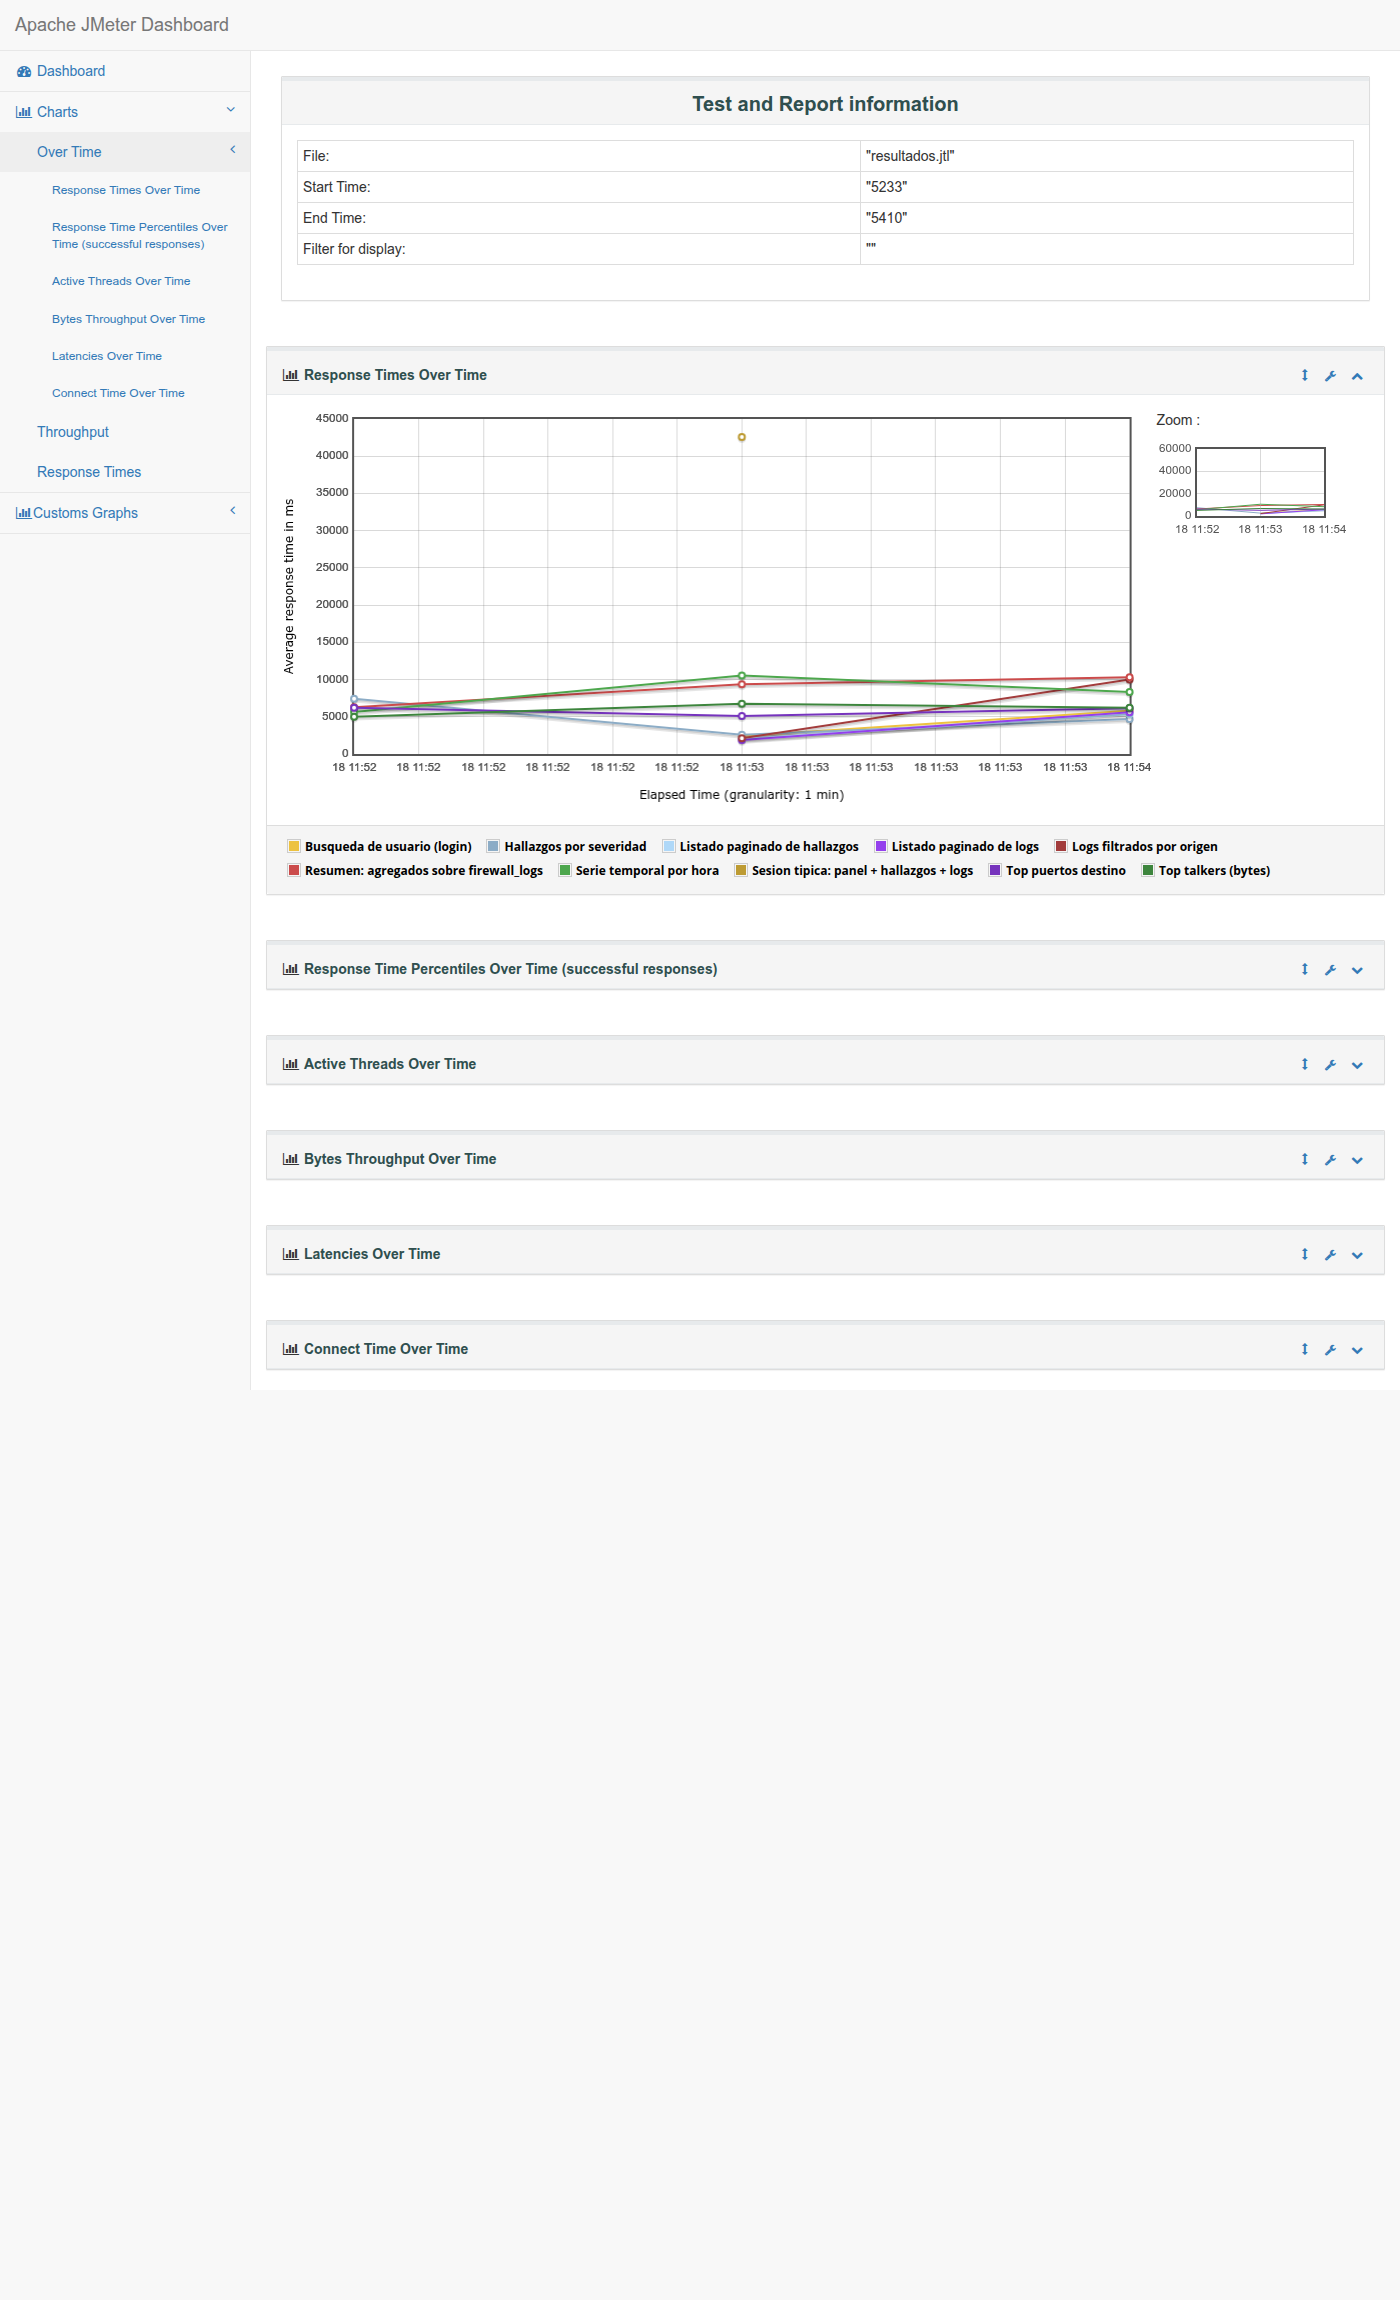 Apache JMeter Dashboard
Dashboard
Charts
Over Time
Response Times Over Time
Response Time Percentiles Over
Time (successful responses)
Active Threads Over Time
Bytes Throughput Over Time
Latencies Over Time
Connect Time Over Time
Throughput
Response Times
Customs Graphs
Test and Report information
File: "resultados.jtl"
Start Time: "5233"
End Time: "5410"
Filter for display: ""
Response Times Over Time
Average response time in ms
45000
40000
35000
30000
25000
20000
15000
10000
5000
0
18 11:52 18 11:52 18 11:52 18 11:52 18 11:52 18 11:52 18 11:53 18 11:53 18 11:53 18 11:53 18 11:53 18 11:53 18 11:54
Elapsed Time (granularity: 1 min)
Zoom :
60000
40000
20000
0
18 11:52 18 11:53 18 11:54
Busqueda de usuario (login) Hallazgos por severidad Listado paginado de hallazgos Listado paginado de logs Logs filtrados por origen
Resumen: agregados sobre firewall_logs Serie temporal por hora Sesion tipica: panel + hallazgos + logs Top puertos destino Top talkers (bytes)
Response Time Percentiles Over Time (successful responses)
Active Threads Over Time
Bytes Throughput Over Time
Latencies Over Time
Connect Time Over Time